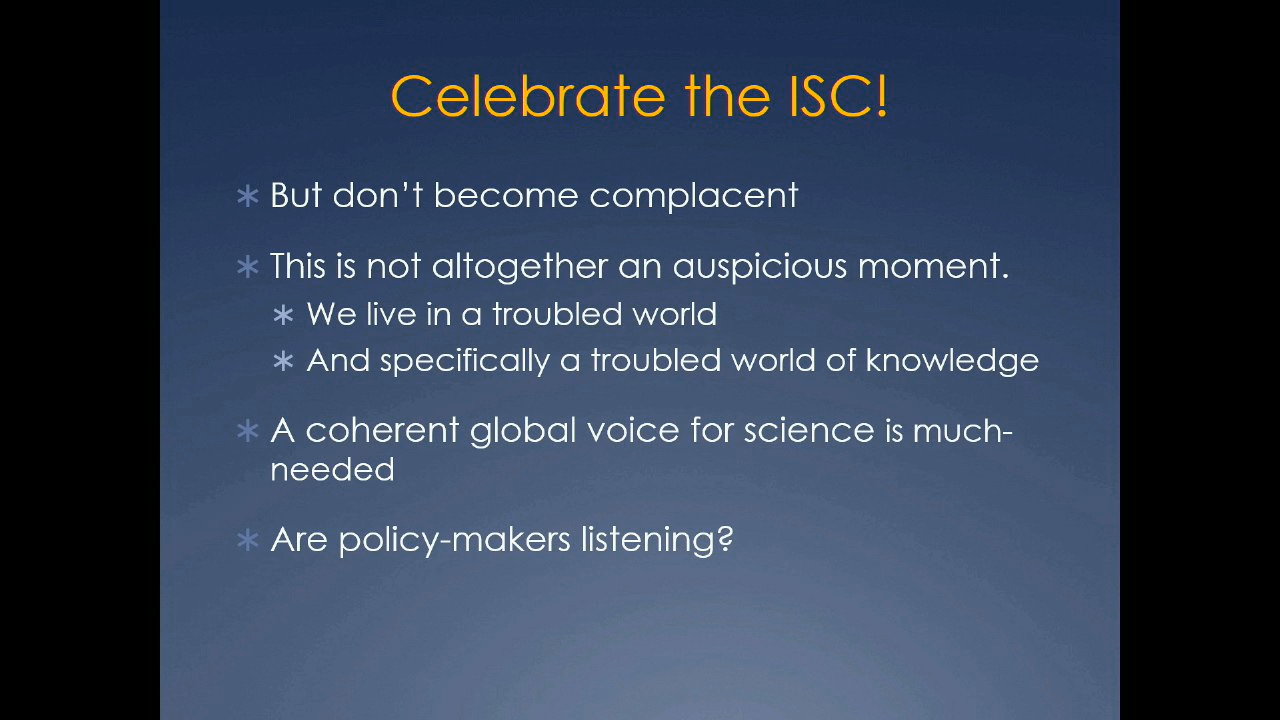 Celebrate the ISC!
* But don’t become complacent
* This is not altogether an auspicious moment.
* We live in a troubled world
* And specifically a troubled world of knowledge
* A coherent global voice for science is much-
needed
* Are policy-makers listening?